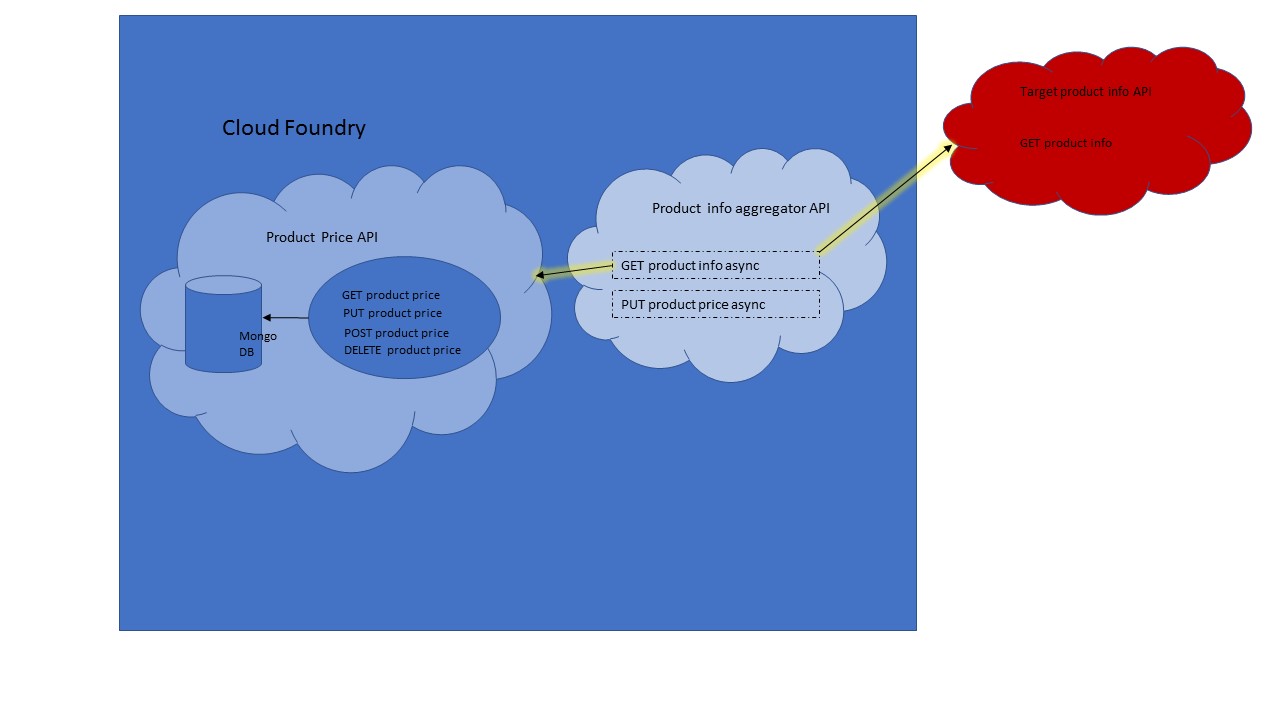 Cloud Foundry
Product Price API
Mongo
DB
GET product price
PUT product price
POST product price
DELETE product price
Product info aggregator API
GET product info async
PUT product price async
Target product info API
GET product info